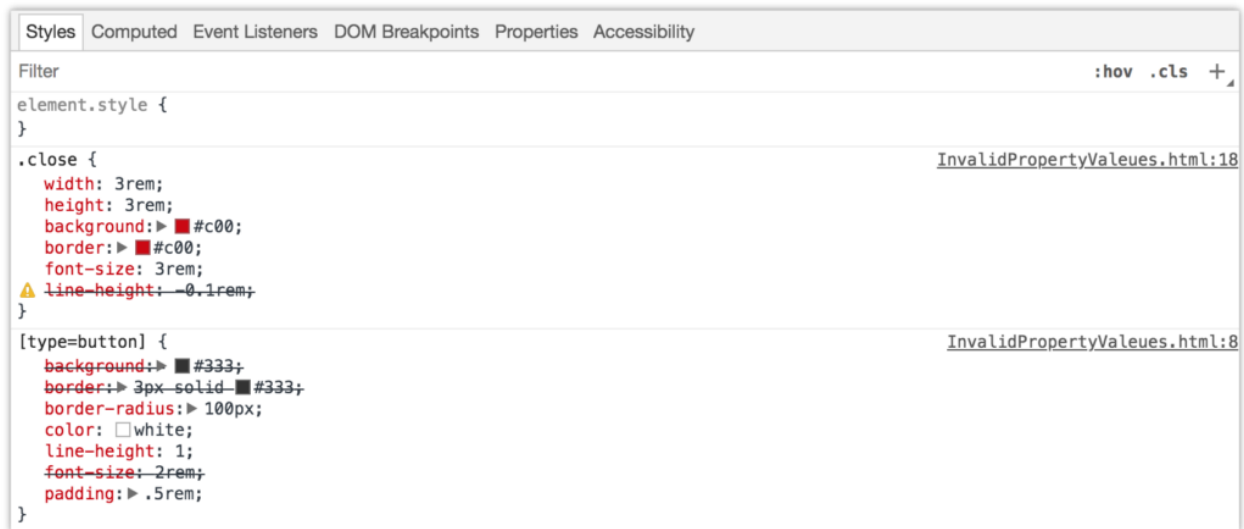 Styles Computed Event Listeners DOM Breakpoints Properties Accessibility
Filter :hov .cls +
element.style {
}
.close { InvalidPropertyValeues.html:18
width: 3rem;
height: 3rem;
background: #c00;
border: #c00;
font-size: 3rem;
line-height: -0.1rem;
}
[type=button] { InvalidPropertyValeues.html:8
background: #333;
border: 3px solid #333;
border-radius: 100px;
color: white;
line-height: 1;
font-size: 2rem;
padding: .5rem;
}